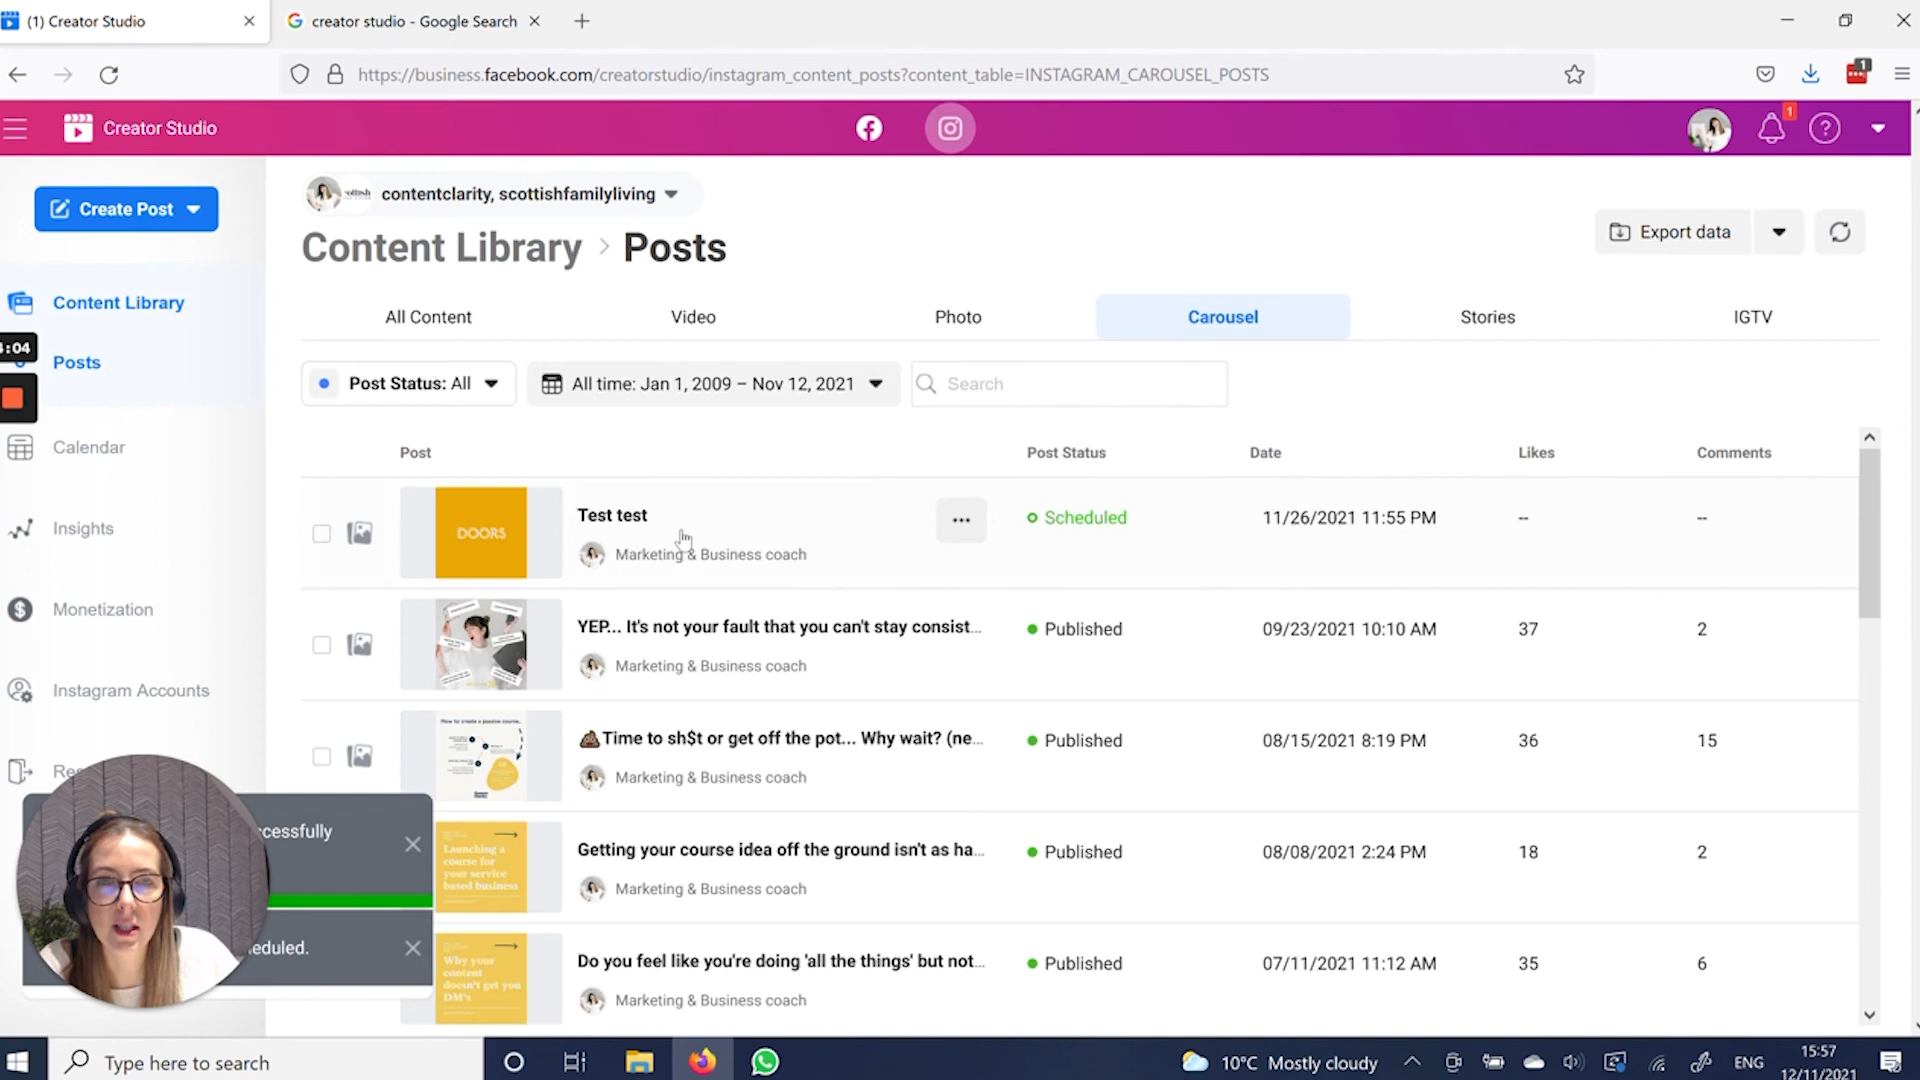 (1) Creator Studio
creator studio - Google Search
https://business.facebook.com/creatorstudio/instagram_content_posts?content_table=INSTAGRAM_CAROUSEL_POSTS
1
Creator Studio
1
Create Post
contentclarity, scottishfamilyliving
Content Library > Posts
Export data
Content Library
Posts
Calendar
Insights
Monetization
Instagram Accounts
:04
All Content
Video
Photo
Carousel
Stories
IGTV
Post Status: All
All time: Jan 1, 2009 – Nov 12, 2021
Search
Post
Post Status
Date
Likes
Comments
DOORS
Test test
Marketing & Business coach
Scheduled
11/26/2021 11:55 PM
--
--
YEP... It's not your fault that you can't stay consist...
Marketing & Business coach
Published
09/23/2021 10:10 AM
37
2
How to create a passive course..
💩Time to sh$t or get off the pot... Why wait? (ne...
Marketing & Business coach
Published
08/15/2021 8:19 PM
36
15
Launching a
course for
your service
based business
Getting your course idea off the ground isn't as ha...
Marketing & Business coach
Published
08/08/2021 2:24 PM
18
2
Why your
content
doesn't get you
DM's
Do you feel like you're doing 'all the things' but not...
Marketing & Business coach
Published
07/11/2021 11:12 AM
35
6
ccessfully
eduled.
Type here to search
10°C Mostly cloudy
ENG
15:57
12/11/2021